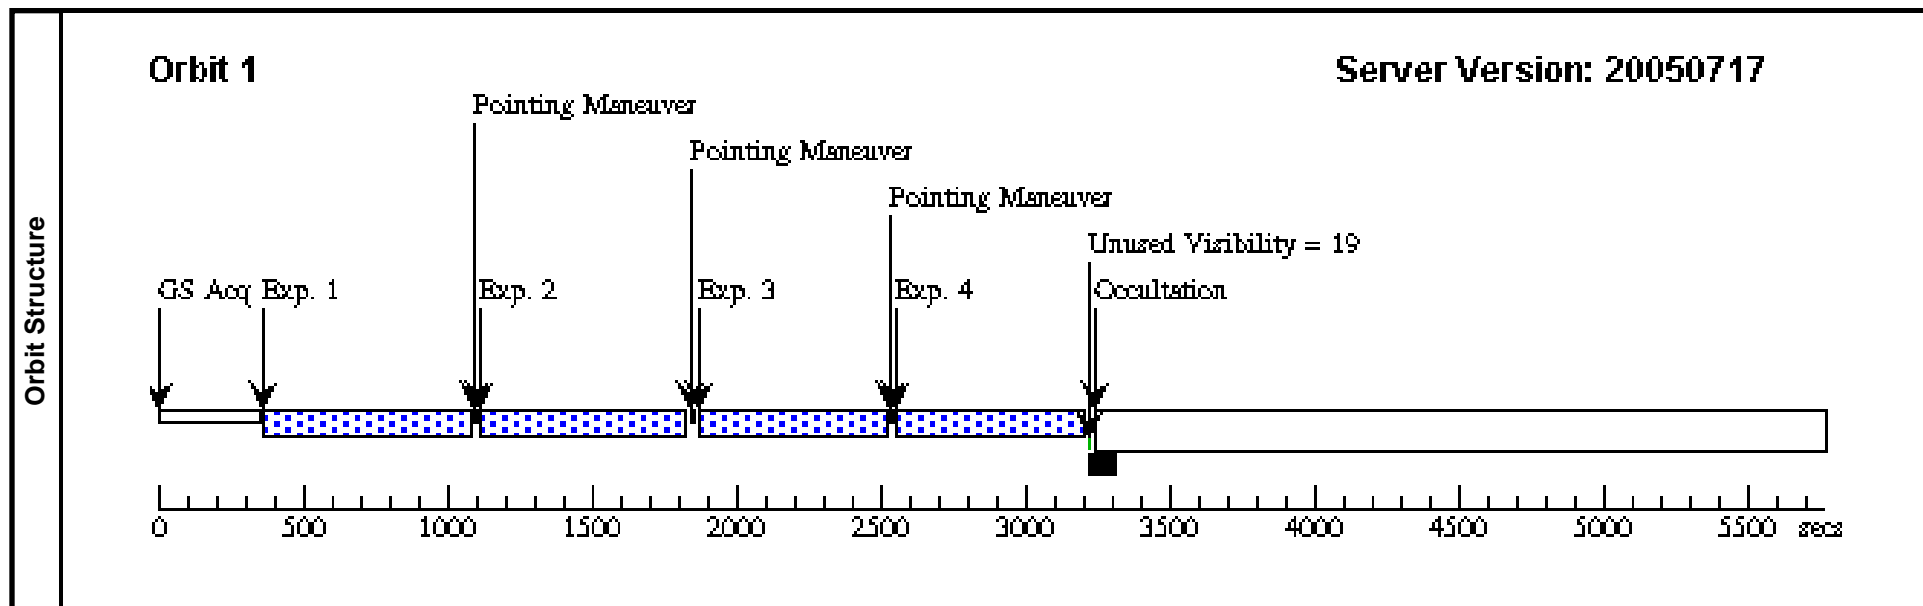 Orbit Structure
Orbit 1
Server Version: 20050717
Pointing Maneuver
Pointing Maneuver
Pointing Maneuver
Unused Visibility = 19
GS Acq Exp. 1 Exp. 2 Exp. 3 Exp. 4 Occultation
0 500 1000 1500 2000 2500 3000 3500 4000 4500 5000 5500 secs